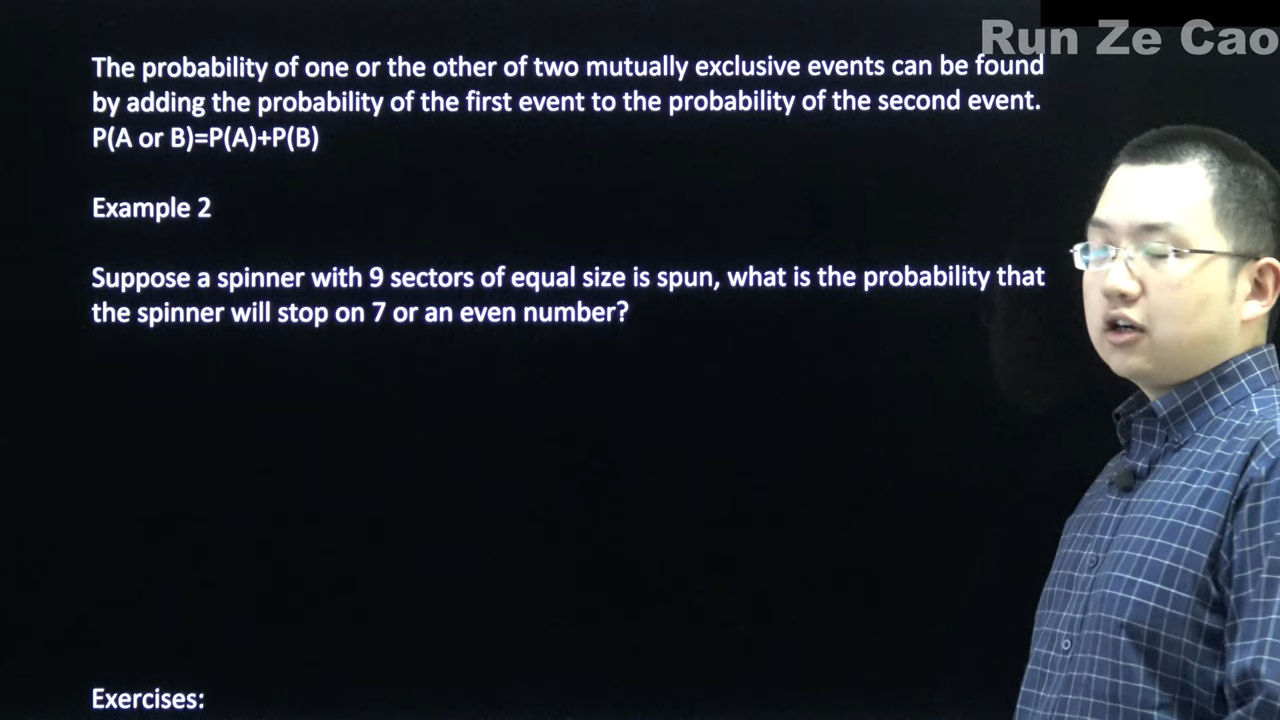 Run Ze Cao
The probability of one or the other of two mutually exclusive events can be found
by adding the probability of the first event to the probability of the second event.
P(A or B)=P(A)+P(B)
Example 2
Suppose a spinner with 9 sectors of equal size is spun, what is the probability that
the spinner will stop on 7 or an even number?
Exercises: